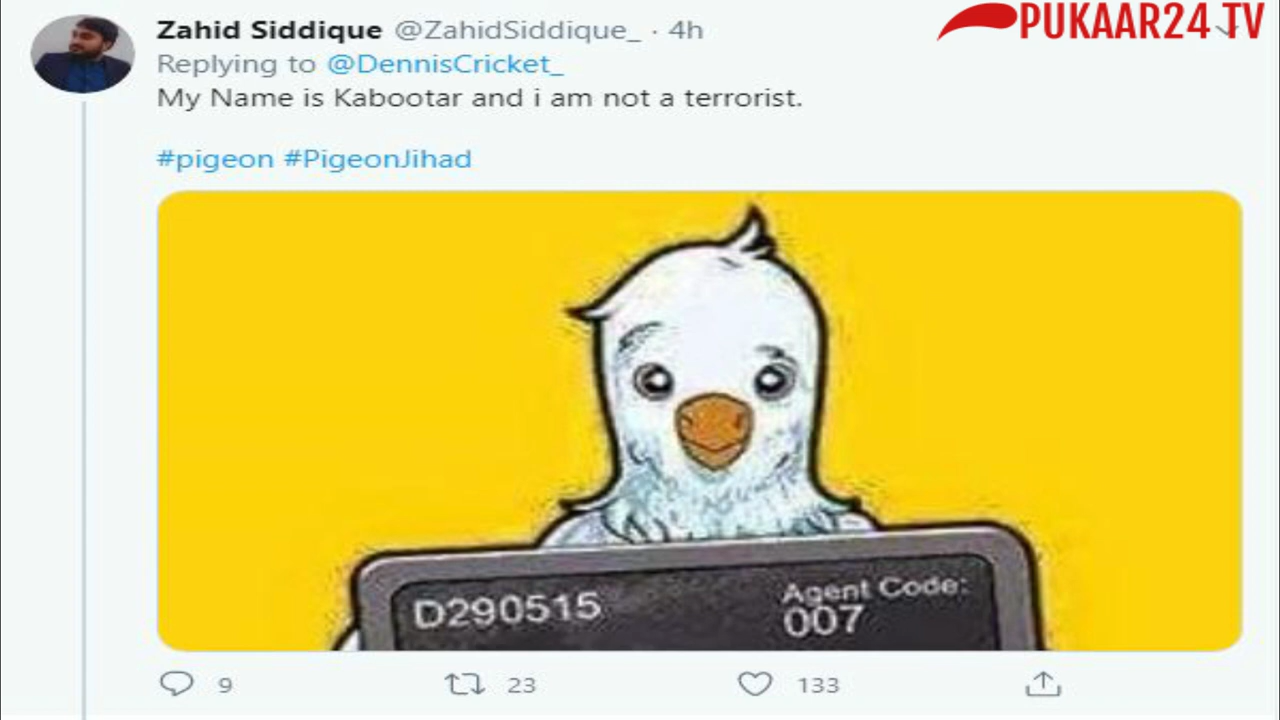 Zahid Siddique @ZahidSiddique_ · 4h
PUKAAR24 TV
Replying to @DennisCricket_
My Name is Kabootar and i am not a terrorist.
#pigeon #PigeonJihad
D290515
Agent Code:
007
9 23 133